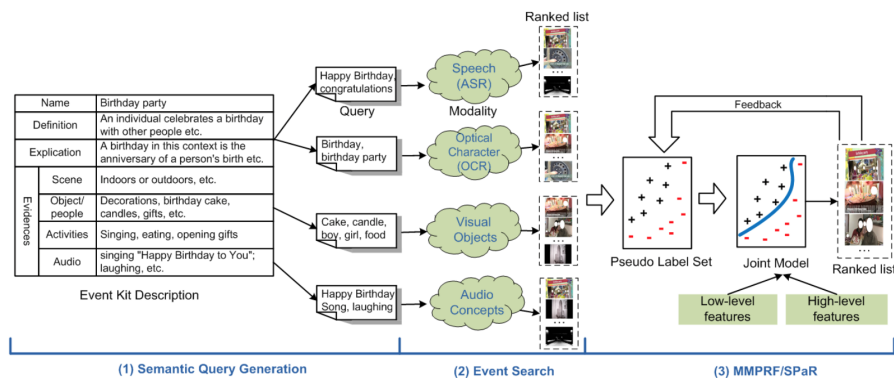 Ranked list
Name Birthday party
Definition An individual celebrates a birthday
with other people etc.
Explication A birthday in this context is the
anniversary of a person's birth etc.
Evidences
Scene Indoors or outdoors, etc.
Object/
people
Decorations, birthday cake,
candles, gifts, etc.
Activities Singing, eating, opening gifts
Audio singing "Happy Birthday to You";
laughing, etc.
Event Kit Description
Happy Birthday,
congratulations
Query
Birthday,
birthday party
Cake, candle,
boy, girl, food
Happy Birthday
Song, laughing
Speech
(ASR)
Modality
Optical
Character
(OCR)
Visual
Objects
Audio
Concepts
...
...
...
...
Feedback
Pseudo Label Set
Joint Model
...
Ranked list
Low-level
features
High-level
features
(1) Semantic Query Generation
(2) Event Search
(3) MMPRF/SPaR